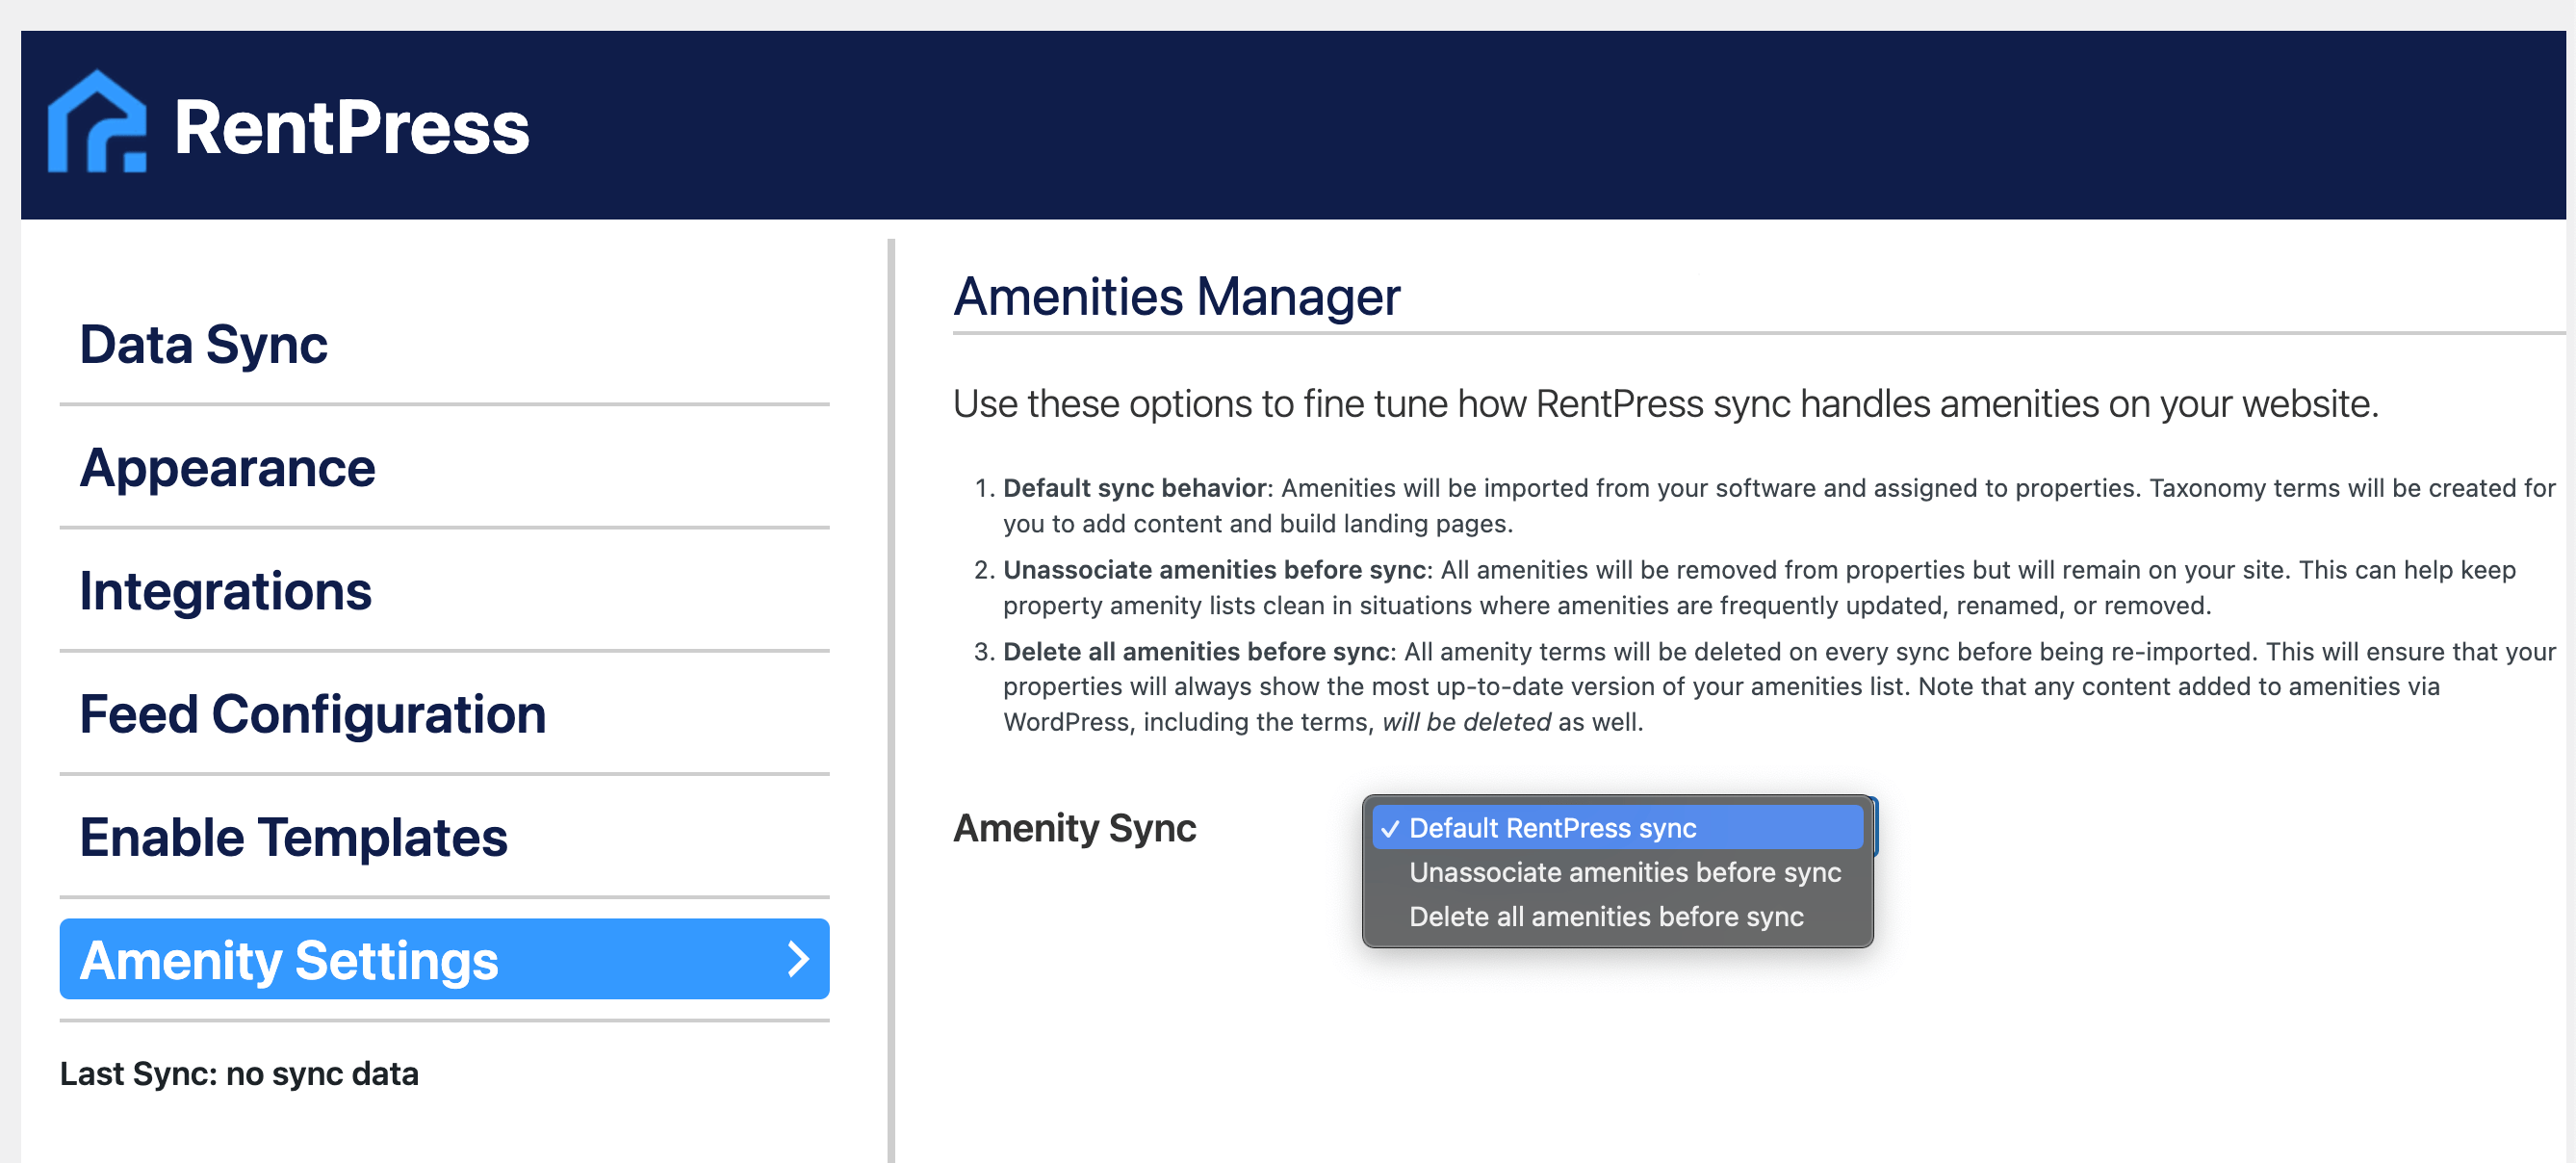 RentPress
Data Sync
Appearance
Integrations
Feed Configuration
Enable Templates
Amenity Settings
Last Sync: no sync data
Amenities Manager
Use these options to fine tune how RentPress sync handles amenities on your website.
1. Default sync behavior: Amenities will be imported from your software and assigned to properties. Taxonomy terms will be created for
you to add content and build landing pages.
2. Unassociate amenities before sync: All amenities will be removed from properties but will remain on your site. This can help keep
property amenity lists clean in situations where amenities are frequently updated, renamed, or removed.
3. Delete all amenities before sync: All amenity terms will be deleted on every sync before being re-imported. This will ensure that your
properties will always show the most up-to-date version of your amenities list. Note that any content added to amenities via
WordPress, including the terms, will be deleted as well.
Amenity Sync
✓ Default RentPress sync
Unassociate amenities before sync
Delete all amenities before sync